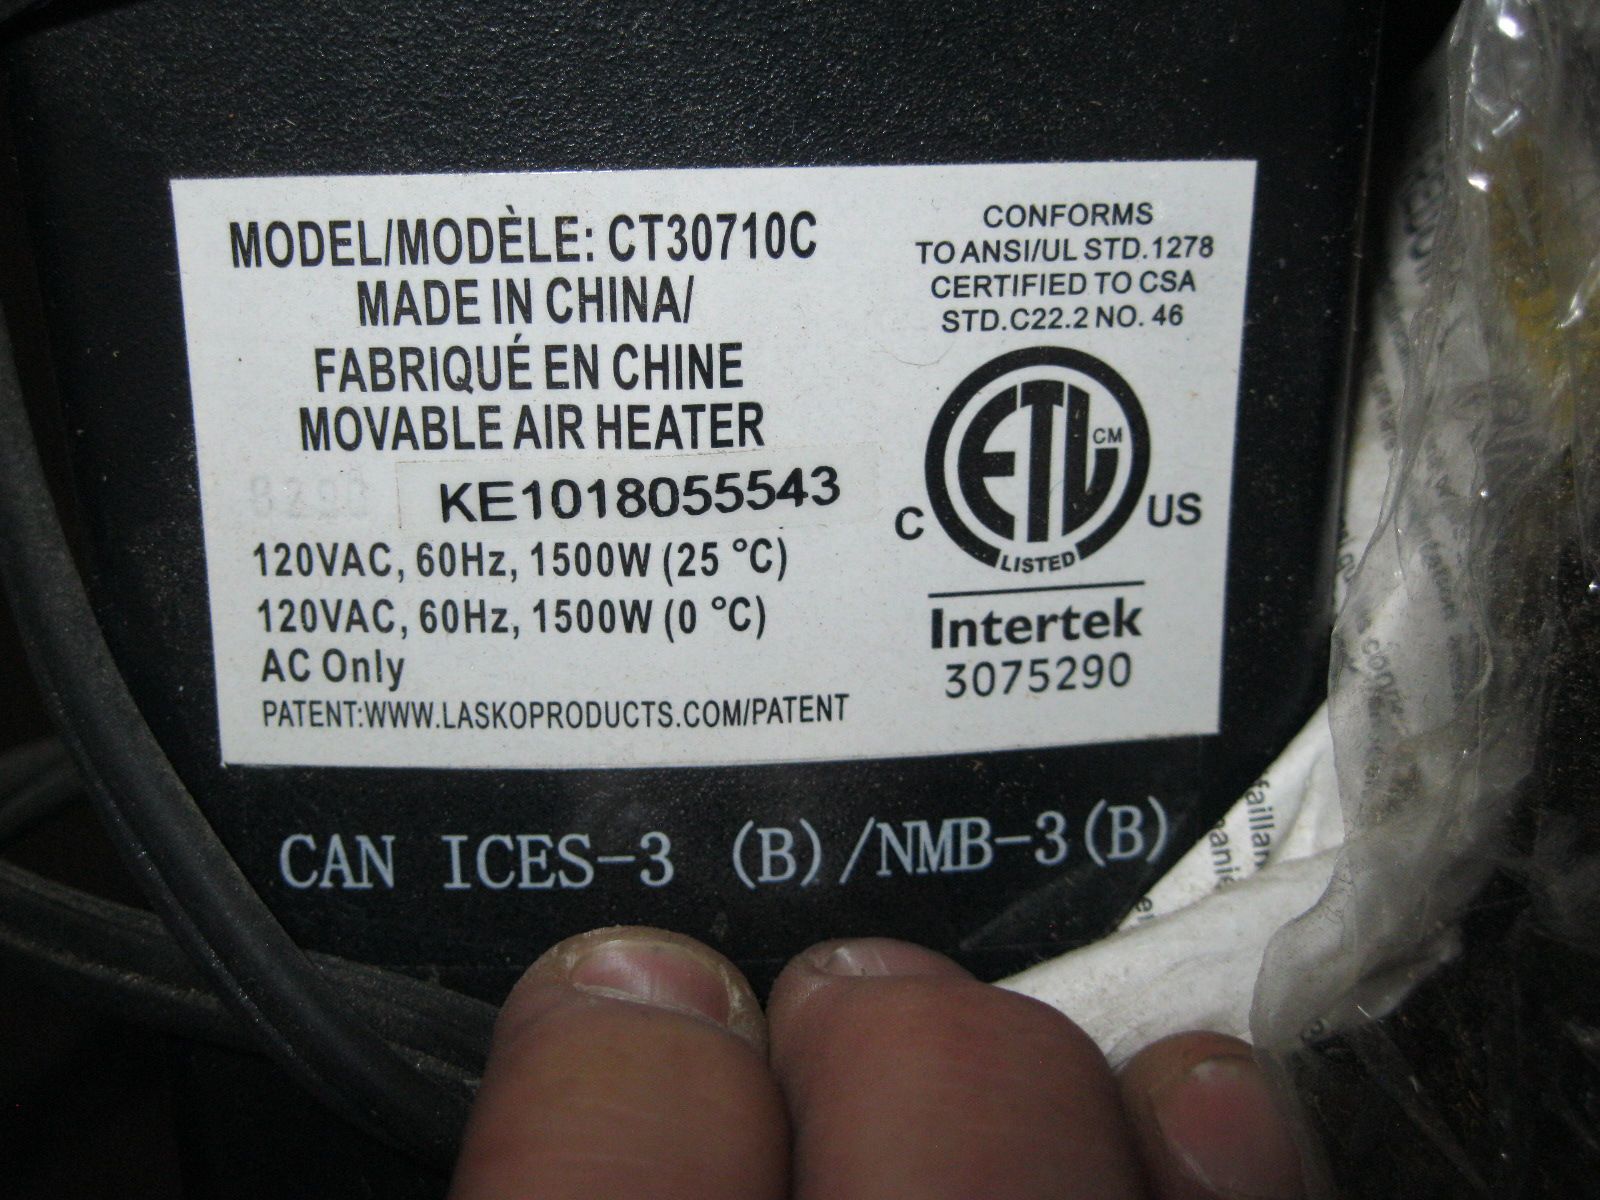 MODEL/MODÈLE: CT30710C
MADE IN CHINA/
FABRIQUÉ EN CHINE
MOVABLE AIR HEATER
KE1018055543
120VAC, 60Hz, 1500W (25 °C)
120VAC, 60Hz, 1500W (0 °C)
AC Only
PATENT:WWW.LASKOPRODUCTS.COM/PATENT
CONFORMS
TO ANSI/UL STD.1278
CERTIFIED TO CSA
STD.C22.2 NO. 46
ETL CM
C US
LISTED
Intertek
3075290
CAN ICES-3 (B)/NMB-3(B)